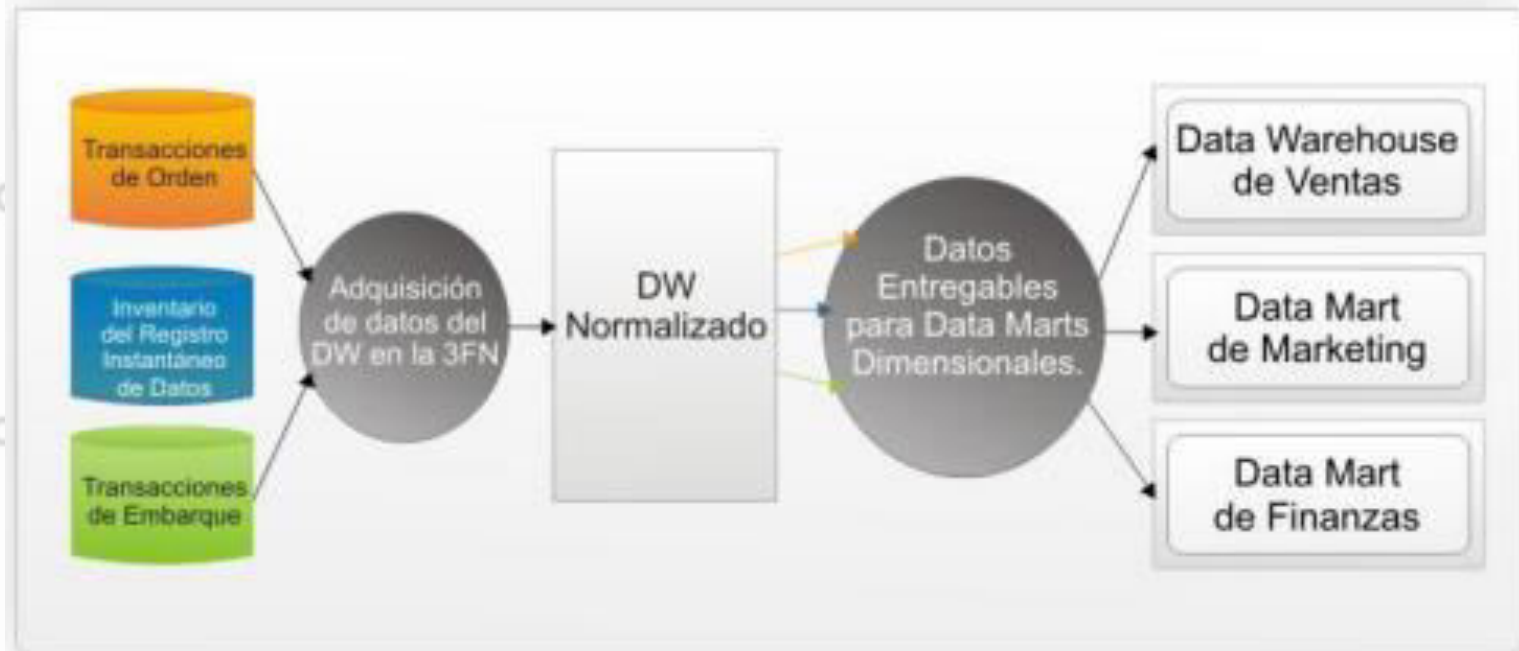 Transacciones
de Orden
Inventario
del Registro
Instantáneo
de Datos
Transacciones
de Embarque
Adquisición
de datos del
DW en la 3FN
DW
Normalizado
Datos
Entregables
para Data Marts
Dimensionales.
Data Warehouse
de Ventas
Data Mart
de Marketing
Data Mart
de Finanzas